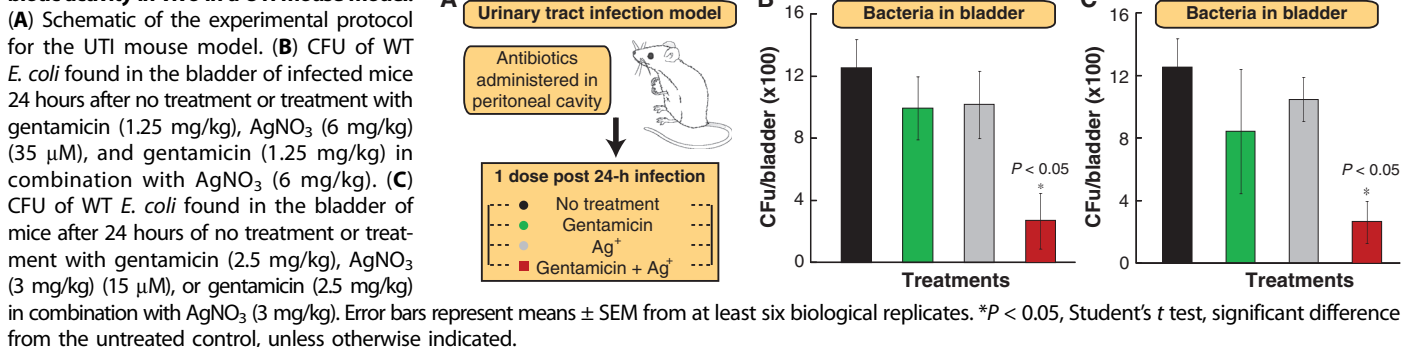 (A) Schematic of the experimental protocol
for the UTI mouse model. (B) CFU of WT
E. coli found in the bladder of infected mice
24 hours after no treatment or treatment with
gentamicin (1.25 mg/kg), AgNO₃ (6 mg/kg)
(35 μM), and gentamicin (1.25 mg/kg) in
combination with AgNO₃ (6 mg/kg). (C)
CFU of WT E. coli found in the bladder of
mice after 24 hours of no treatment or treat-
ment with gentamicin (2.5 mg/kg), AgNO₃
(3 mg/kg) (15 μM), or gentamicin (2.5 mg/kg)
in combination with AgNO₃ (3 mg/kg). Error bars represent means ± SEM from at least six biological replicates. *P < 0.05, Student's t test, significant difference
from the untreated control, unless otherwise indicated.
Urinary tract infection model
Antibiotics
administered in
peritoneal cavity
1 dose post 24-h infection
No treatment
Gentamicin
Ag⁺
Gentamicin + Ag⁺
B
Bacteria in bladder
CFu/bladder (x100)
16
12
8
4
0
P < 0.05
*
Treatments
Bacteria in bladder
CFu/bladder (x100)
16
12
8
4
0
P < 0.05
*
Treatments